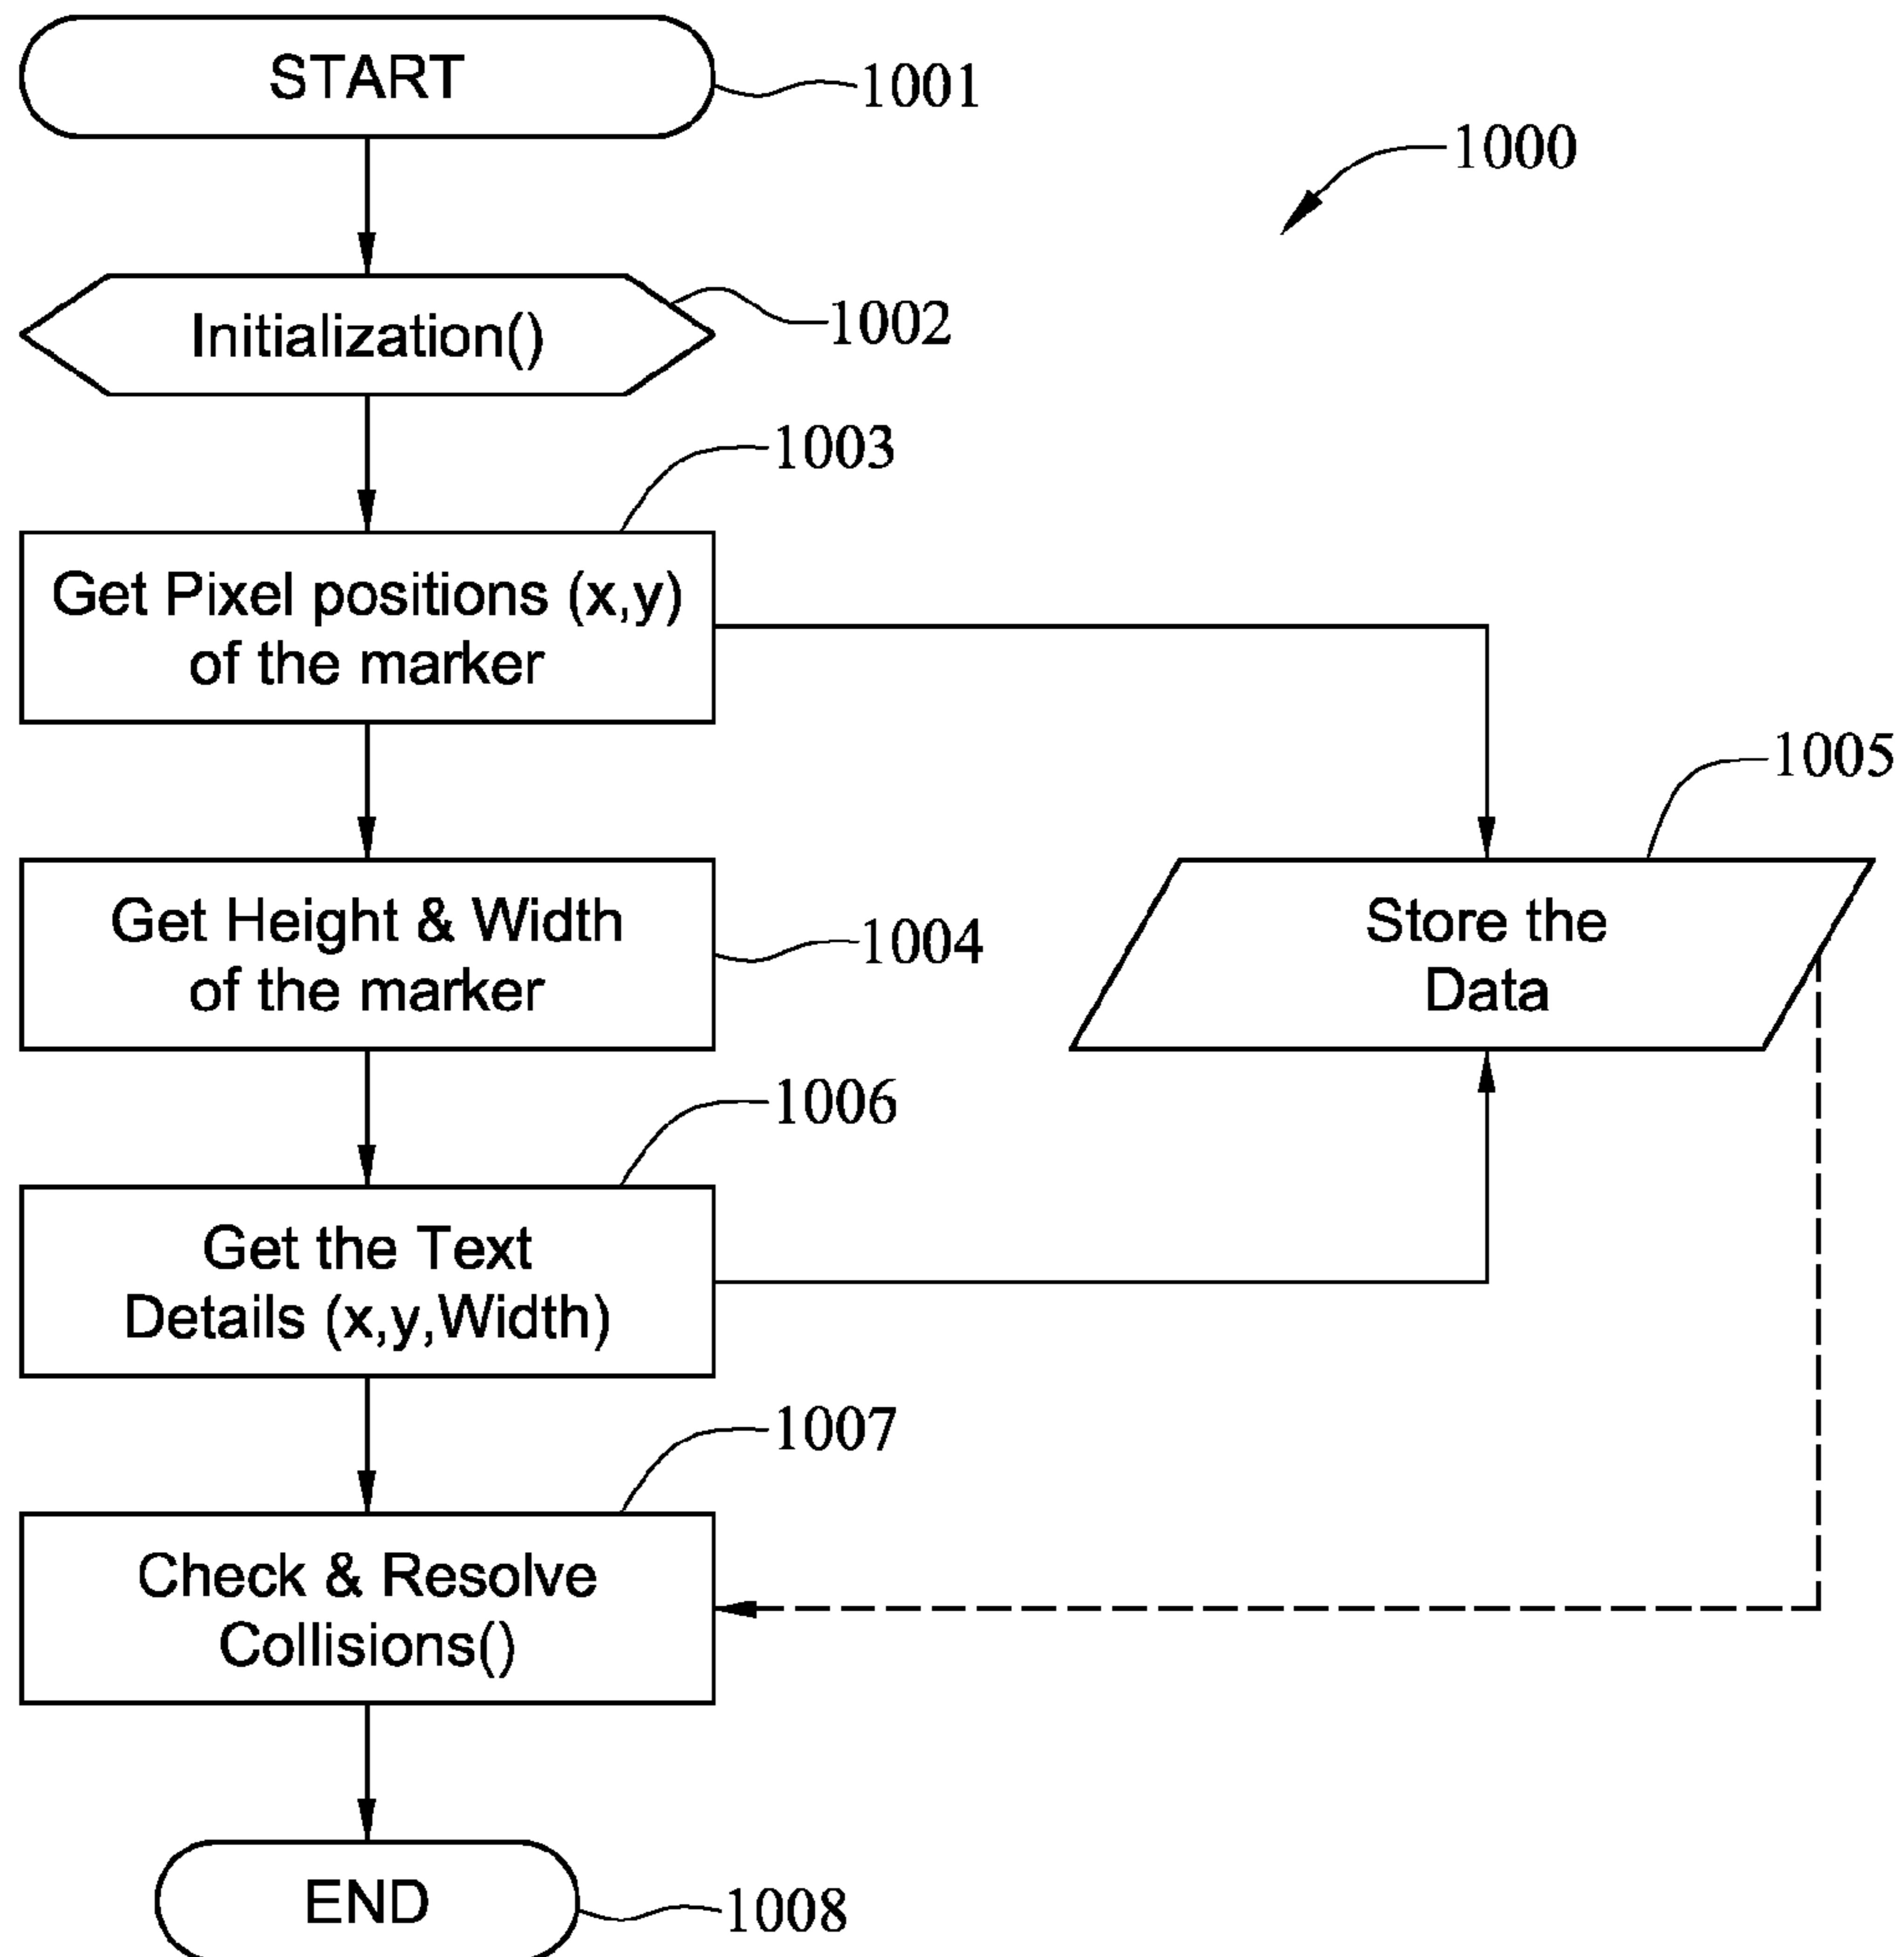 START
1001
1000
Initialization()
1002
1003
Get Pixel positions (x,y)
of the marker
1005
Get Height & Width
of the marker
1004
Store the
Data
1006
Get the Text
Details (x,y,Width)
1007
Check & Resolve
Collisions()
END
1008